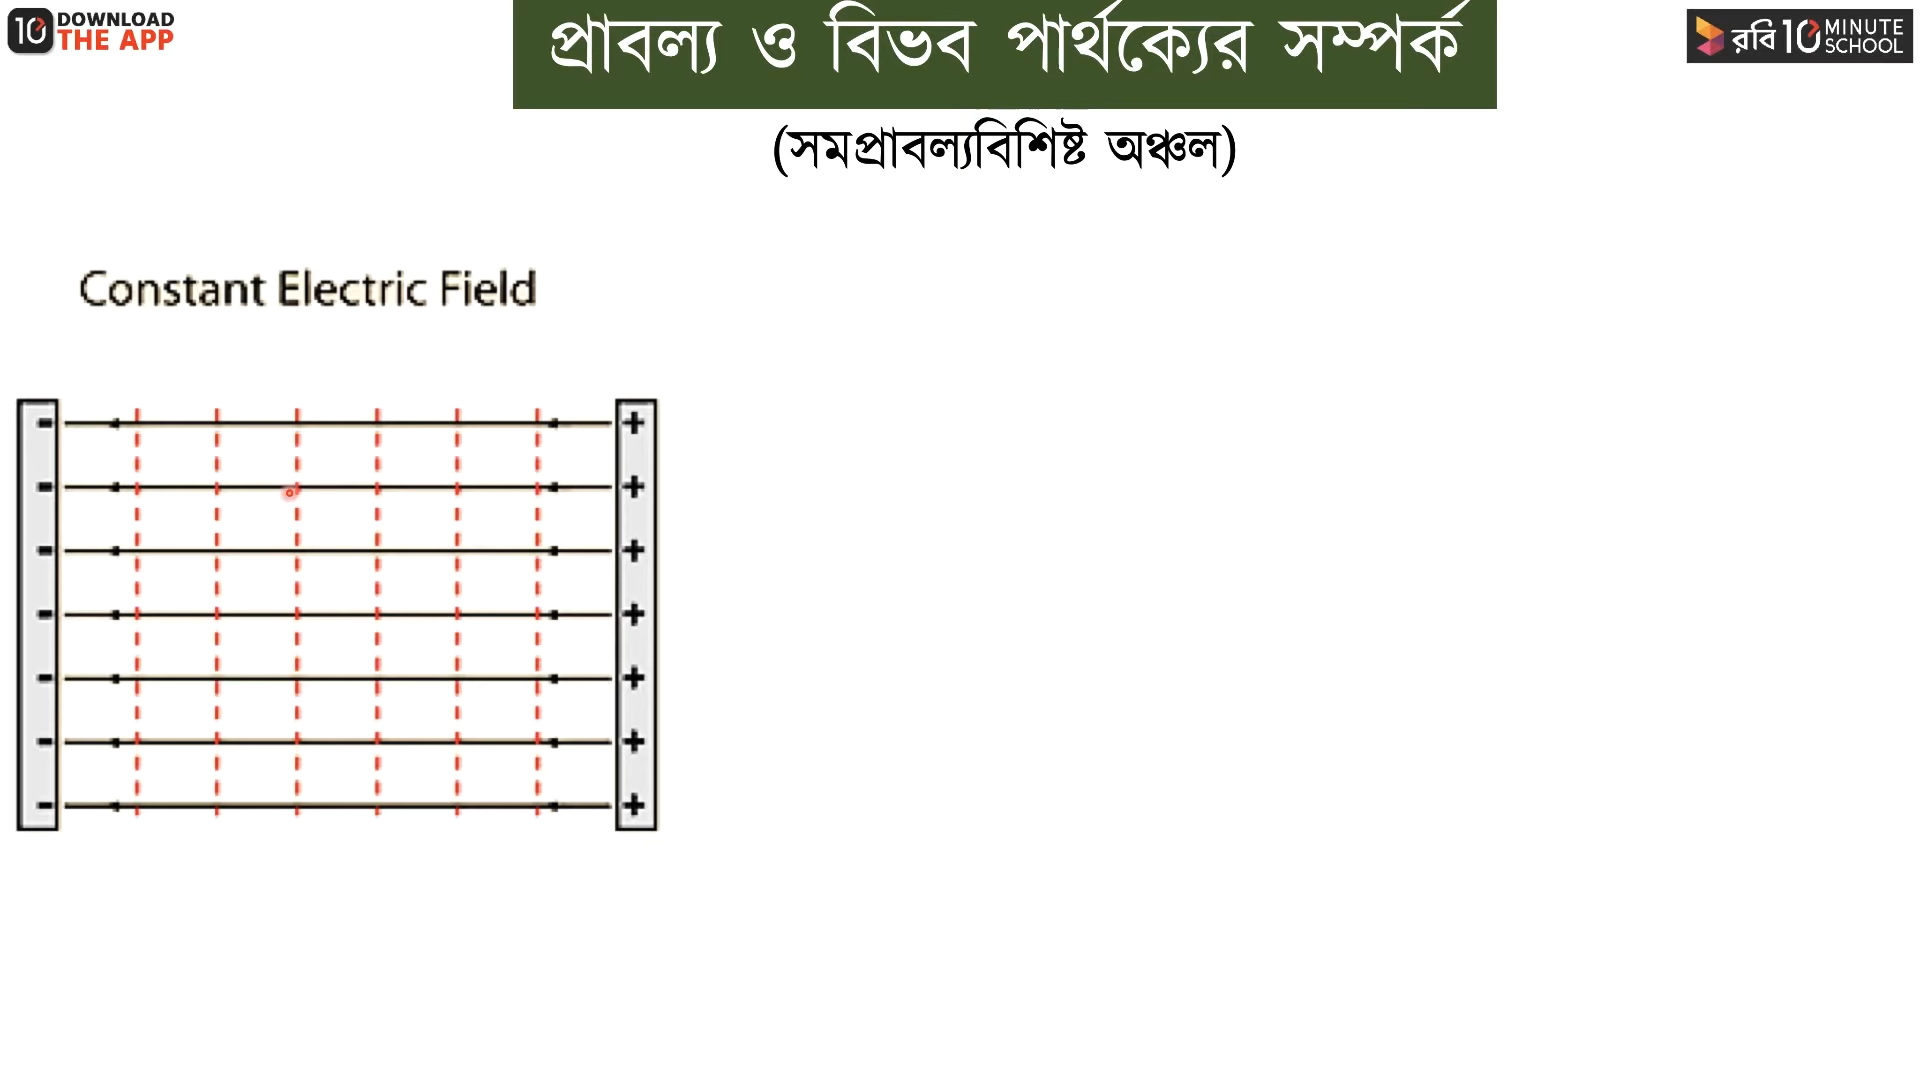 10 DOWNLOAD
THE APP
প্রাবল্য ও বিভব পার্থক্যের সম্পর্ক
রবি 10 MINUTE
SCHOOL
(সমপ্রাবল্যবিশিষ্ট অঞ্চল)
Constant Electric Field
- +
- +
- +
- +
- +
- +
- +